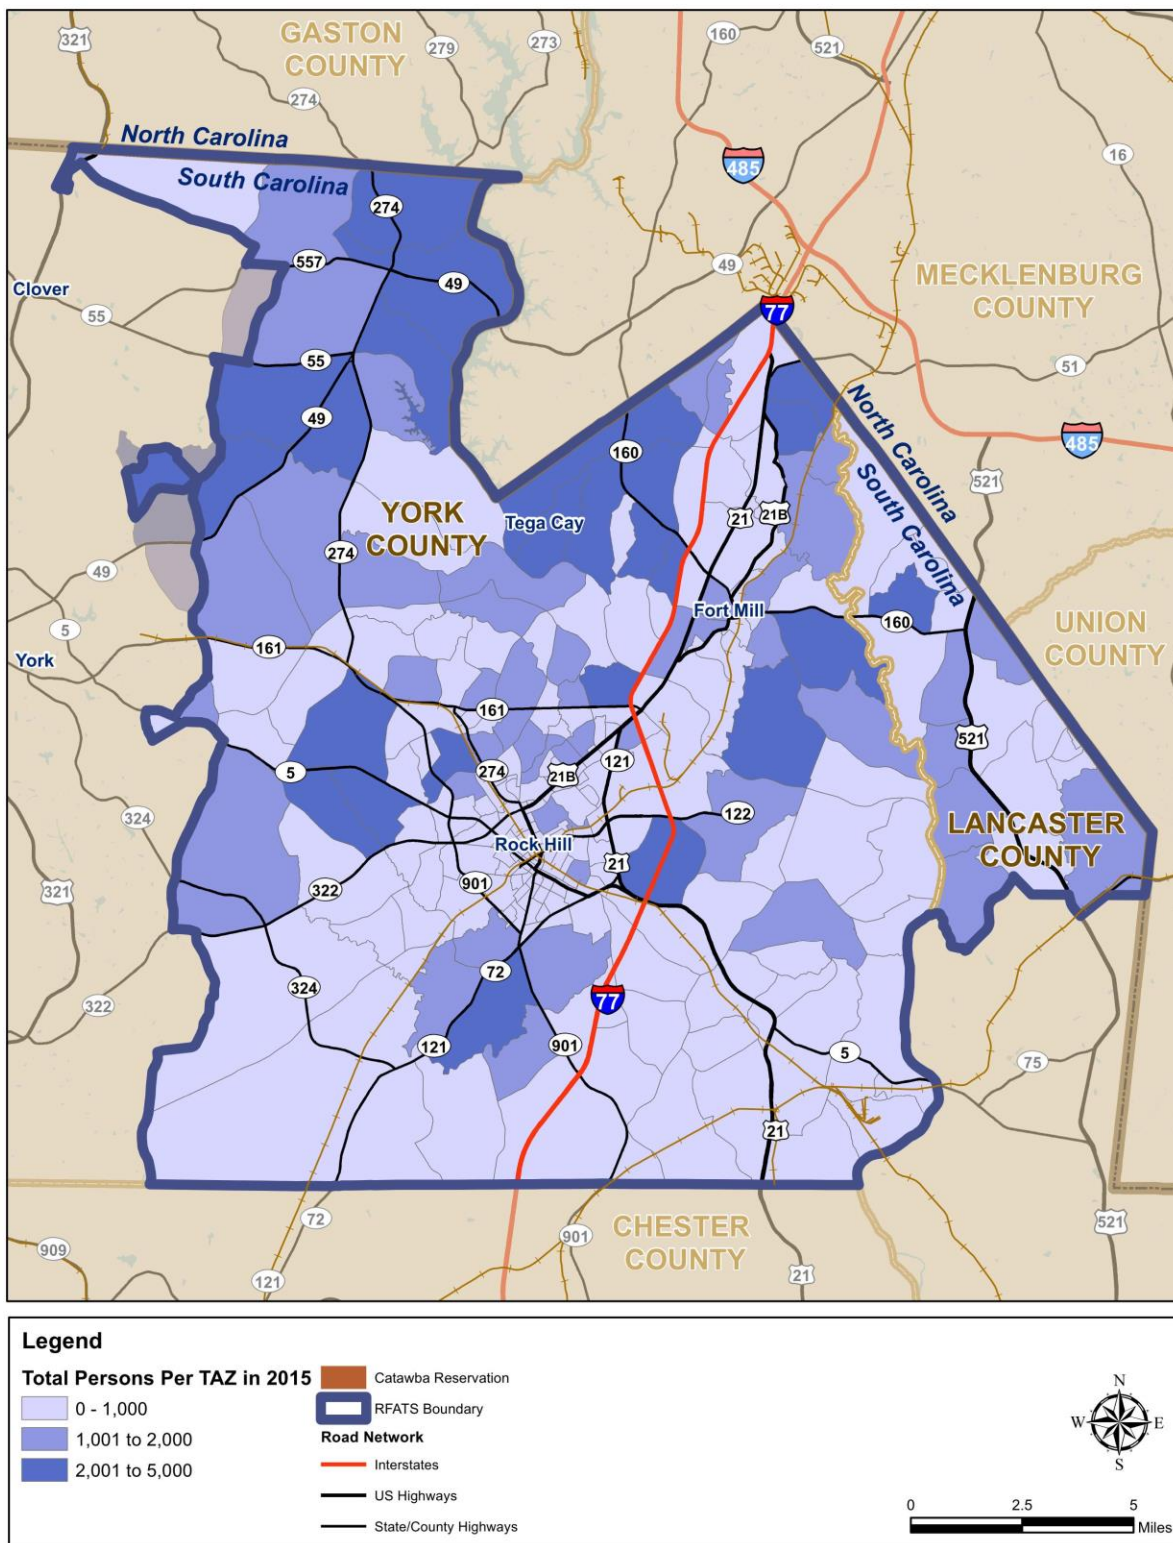 321
GASTON
COUNTY
279
273
160
521
274
North Carolina
South Carolina
485
16
274
557
49
49
MECKLENBURG
COUNTY
Clover
55
77
55
51
49
160
North Carolina
South Carolina
485
521
YORK
COUNTY
Tega Cay
21
21B
274
49
5
Fort Mill
160
UNION
COUNTY
York
161
161
521
5
274
21B
121
122
324
LANCASTER
COUNTY
Rock Hill
21
321
322
901
72
324
77
322
121
901
5
75
21
72
CHESTER
COUNTY
901
521
909
121
21
Legend
Total Persons Per TAZ in 2015
0 - 1,000
1,001 to 2,000
2,001 to 5,000
Catawba Reservation
RFATS Boundary
Road Network
Interstates
US Highways
State/County Highways
N
W E
S
0 2.5 5
Miles